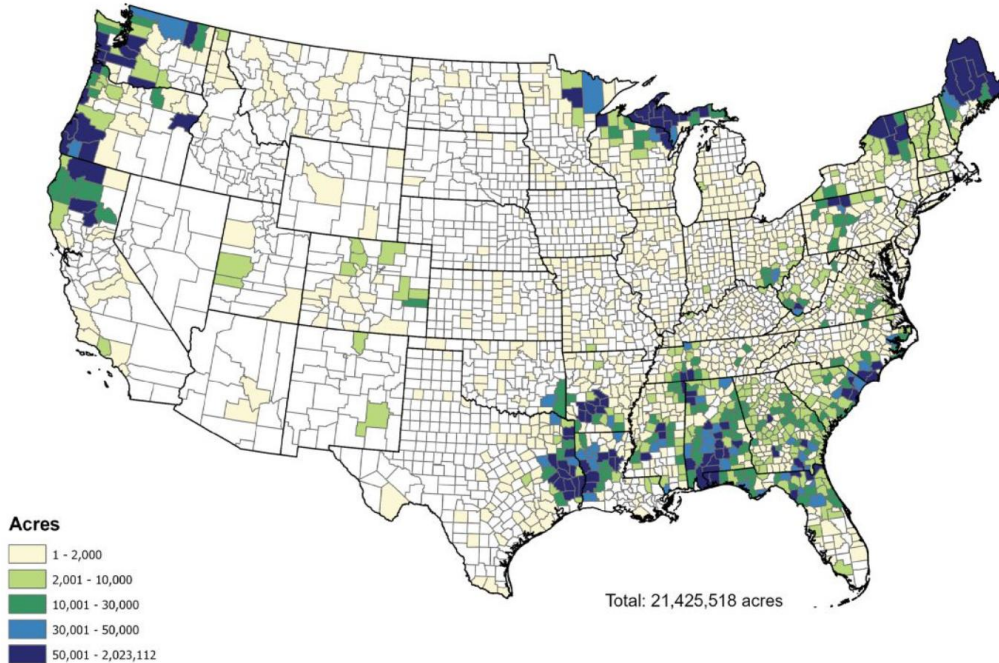 Acres
1 - 2,000
2,001 - 10,000
10,001 - 30,000
30,001 - 50,000
50,001 - 2,023,112
Total: 21,425,518 acres